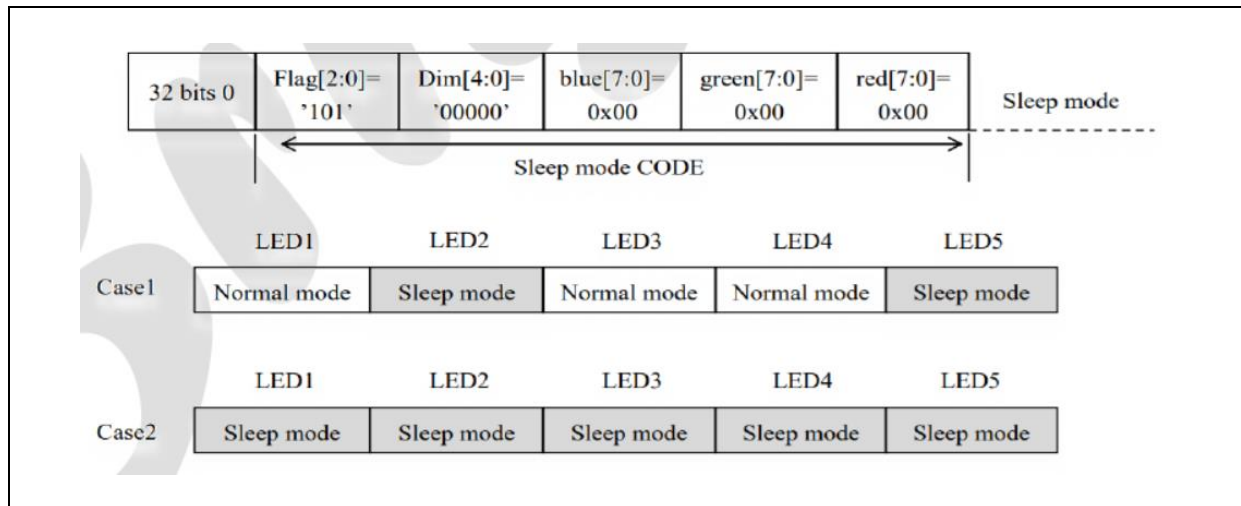 32 bits 0 Flag[2:0]= ’101’ Dim[4:0]= ’00000’ blue[7:0]= 0x00 green[7:0]= 0x00 red[7:0]= 0x00 Sleep mode
Sleep mode CODE
LED1 LED2 LED3 LED4 LED5
Case1 Normal mode Sleep mode Normal mode Normal mode Sleep mode
LED1 LED2 LED3 LED4 LED5
Case2 Sleep mode Sleep mode Sleep mode Sleep mode Sleep mode